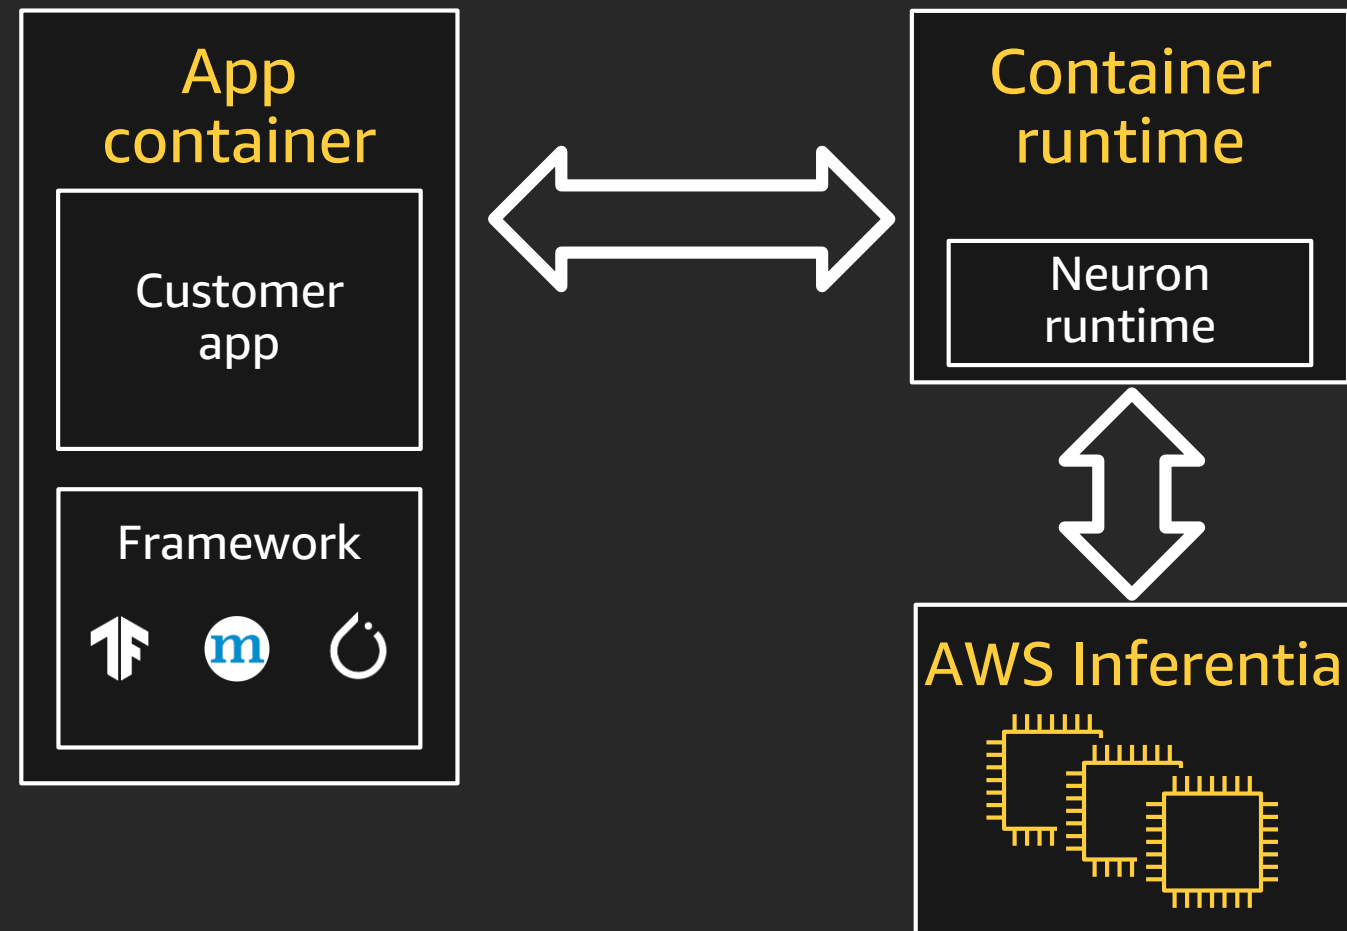 App
container
Customer
app
Framework
m
Container
runtime
Neuron
runtime
AWS Inferentia